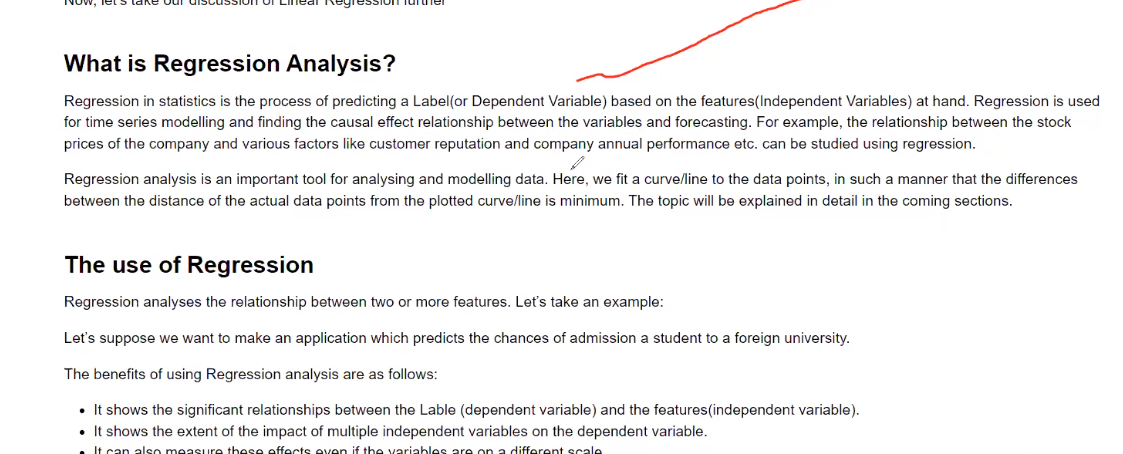 Now, let's take our discussion of Linear Regression further
What is Regression Analysis?
Regression in statistics is the process of predicting a Label(or Dependent Variable) based on the features(Independent Variables) at hand. Regression is used
for time series modelling and finding the causal effect relationship between the variables and forecasting. For example, the relationship between the stock
prices of the company and various factors like customer reputation and company annual performance etc. can be studied using regression.
Regression analysis is an important tool for analysing and modelling data. Here, we fit a curve/line to the data points, in such a manner that the differences
between the distance of the actual data points from the plotted curve/line is minimum. The topic will be explained in detail in the coming sections.
The use of Regression
Regression analyses the relationship between two or more features. Let's take an example:
Let's suppose we want to make an application which predicts the chances of admission a student to a foreign university.
The benefits of using Regression analysis are as follows:
• It shows the significant relationships between the Lable (dependent variable) and the features(independent variable).
• It shows the extent of the impact of multiple independent variables on the dependent variable.
• It can also measure these effects even if the variables are on a different scale.